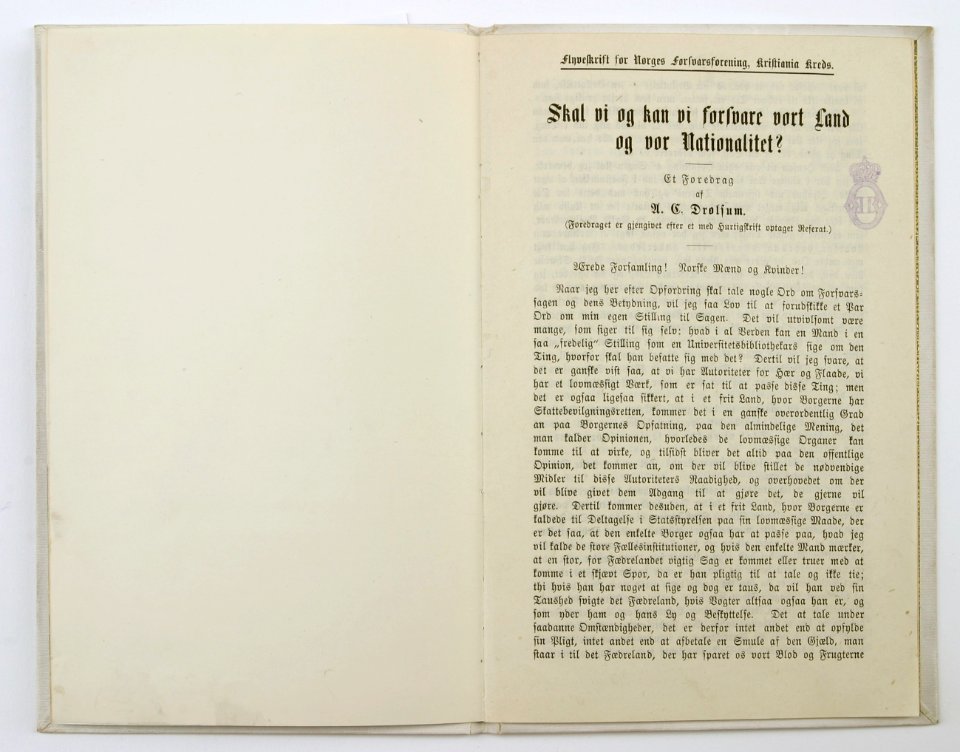 Flyveskrift for Norges Forsvarsforening, Kristiania Kreds.
Skal vi og kan vi forsvare vort Land
og vor Nationalitet?
Et Foredrag
af
A. C. Drolsum.
(Foredraget er gjengivet efter et med Hurtigskrift optaget Referat.)
Ærede Forsamling! Norske Mænd og Kvinder!
Naar jeg her efter Opfordring skal tale nogle Ord om Forsvars-
sagen og dens Betydning, vil jeg faa Lov til at forudskikke et Par
Ord om min egen Stilling til Sagen. Det vil utvivlsomt være
mange, som siger til sig selv: hvad i al Verden kan en Mand i en
saa „fredelig“ Stilling som en Universitetsbibliothekars sige om den
Ting, hvorfor skal han befatte sig med det? Dertil vil jeg svare, at
det er ganske vist saa, at vi har Autoriteter for Hær og Flaade, vi
har et lovmæssigt Værk, som er sat til at passe disse Ting; men
det er ogsaa ligesaa sikkert, at i et frit Land, hvor Borgerne har
Skattebevilgningsretten, kommer det i en ganske overordentlig Grad
an paa Borgernes Opfatning, paa den almindelige Mening, det
man kalder Opinionen, hvorledes de lovmæssige Organer kan
komme til at virke, og tilsidst bliver det altid paa den offentlige
Opinion, det kommer an, om der vil blive stillet de nødvendige
Midler til disse Autoriteters Raadighed, og overhovedet om der
vil blive givet dem Adgang til at gjøre det, de gjerne vil
gjøre. Dertil kommer desuden, at i et frit Land, hvor Borgerne er
kaldede til Deltagelse i Statsstyrelsen paa sin lovmæssige Maade, der
er det saa, at den enkelte Borger ogsaa har at passe paa, hvad jeg
vil kalde de store Fællesinstitutioner, og hvis den enkelte Mand mærker,
at en stor, for Fædrelandet vigtig Sag er kommet eller truer med at
komme i et skjævt Spor, da er han pligtig til at tale og ikke tie;
thi hvis han har noget at sige og dog er taus, da vil han ved sin
Taushed svigte det Fædreland, hvis Vogter altsaa ogsaa han er, og
som yder ham og hans Ly og Beskyttelse. Det at tale under
saadanne Omstændigheder, det er derfor intet andet end at opfylde
sin Pligt, intet andet end at afbetale en Smule af den Gjæld, man
staar i til det Fædreland, der har sparet os vort Blod og Frugterne